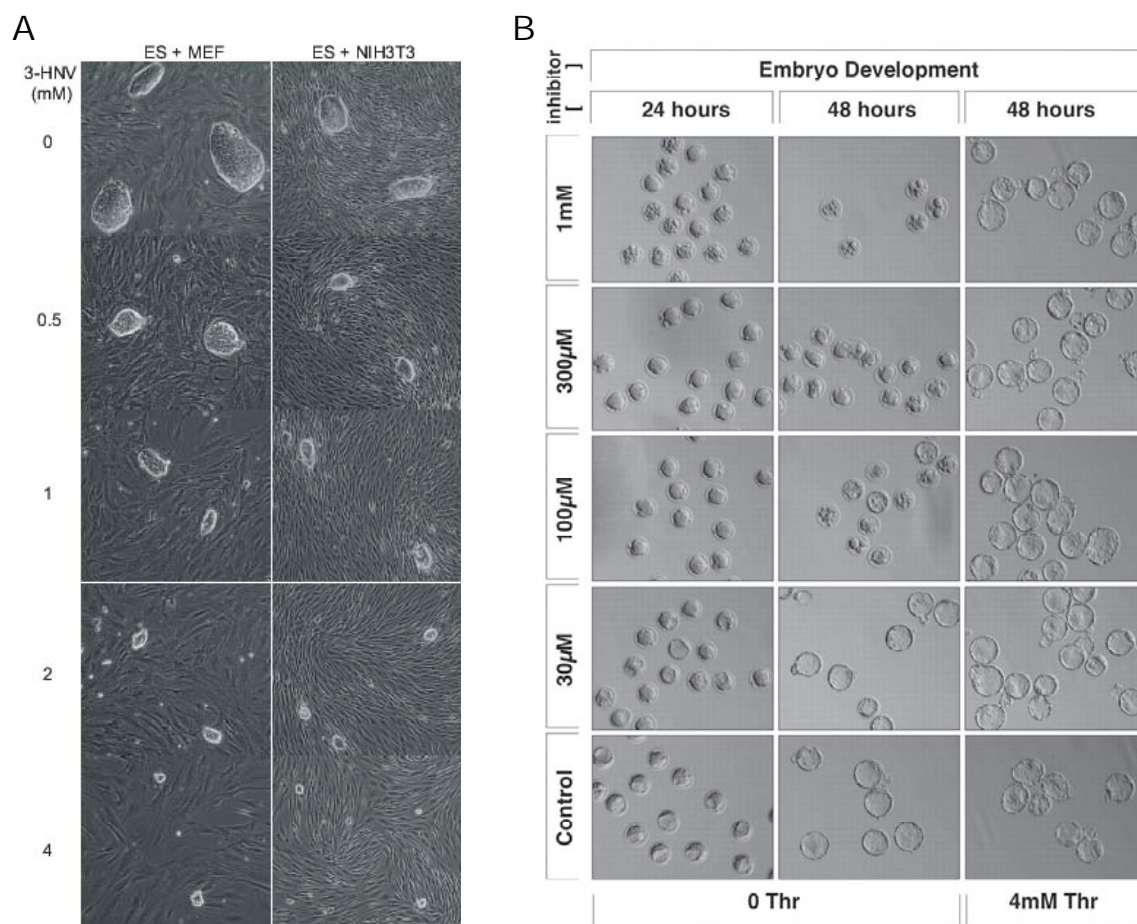 A
ES + MEF
ES + NIH3T3
3-HNV
(mM)
0
0.5
1
2
4
B
[ inhibitor ]
Embryo Development
24 hours
48 hours
48 hours
1mM
300µM
100µM
30µM
Control
0 Thr
4mM Thr